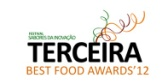 FESTIVAL
SABORES DA INOVAÇÃO
TERCEIRA
BEST FOOD AWARDS'12